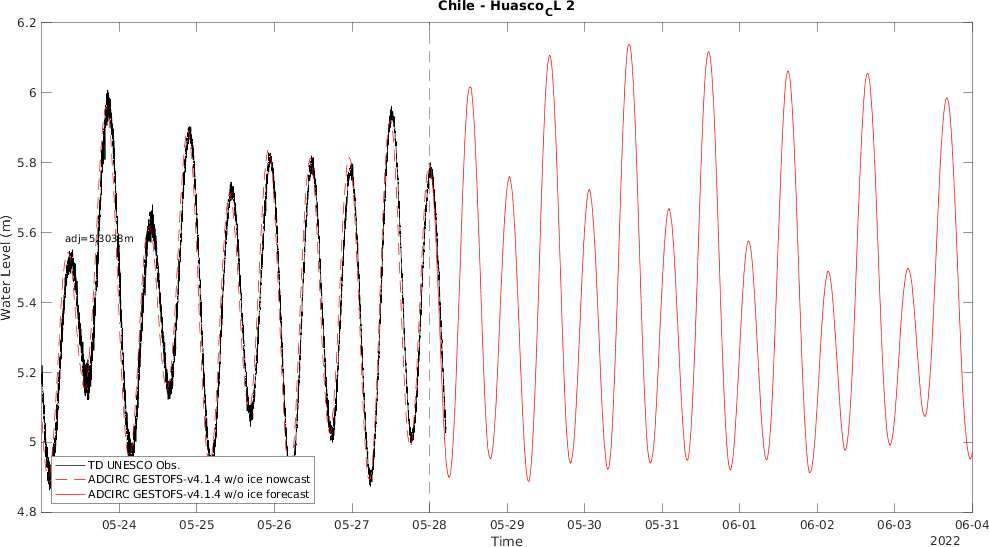 Chile - Huasco_CL 2
6.2
6
5.8
5.6
5.4
5.2
5
4.8
Water Level (m)
adj=5.3033m
TD UNESCO Obs.
ADCIRC GESTOFS-v4.1.4 w/o ice nowcast
ADCIRC GESTOFS-v4.1.4 w/o ice forecast
05-24 05-25 05-26 05-27 05-28 05-29 05-30 05-31 06-01 06-02 06-03 06-04
Time
2022